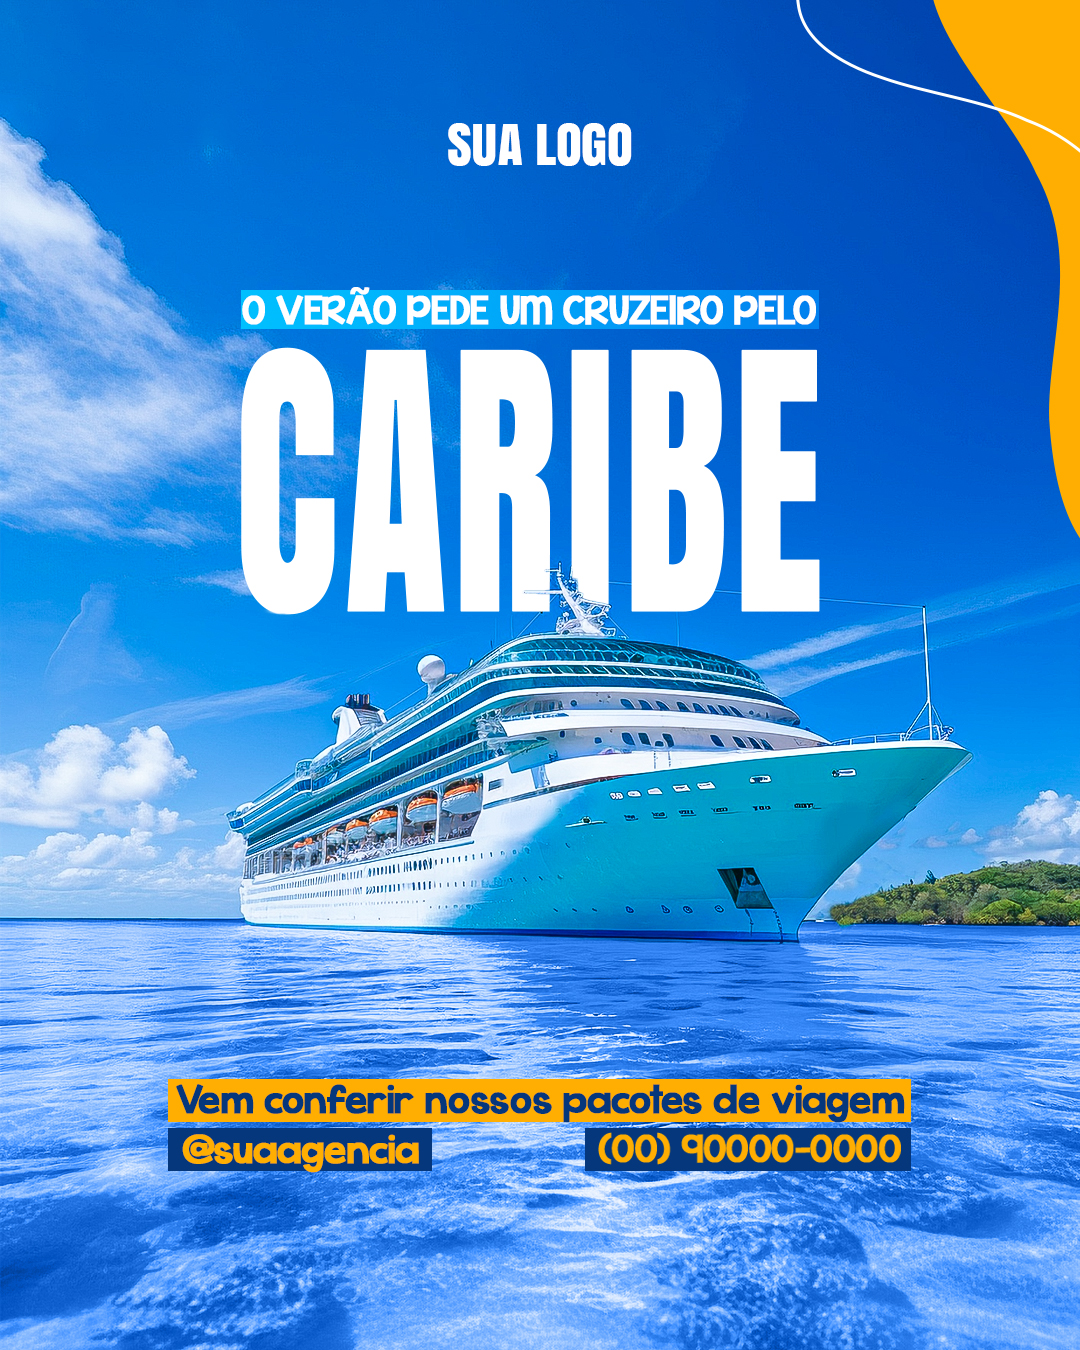 SUA LOGO
O VERÃO PEDE UM CRUZEIRO PELO
CARIBE
Vem conferir nossos pacotes de viagem
@suaagencia
(00) 90000-0000